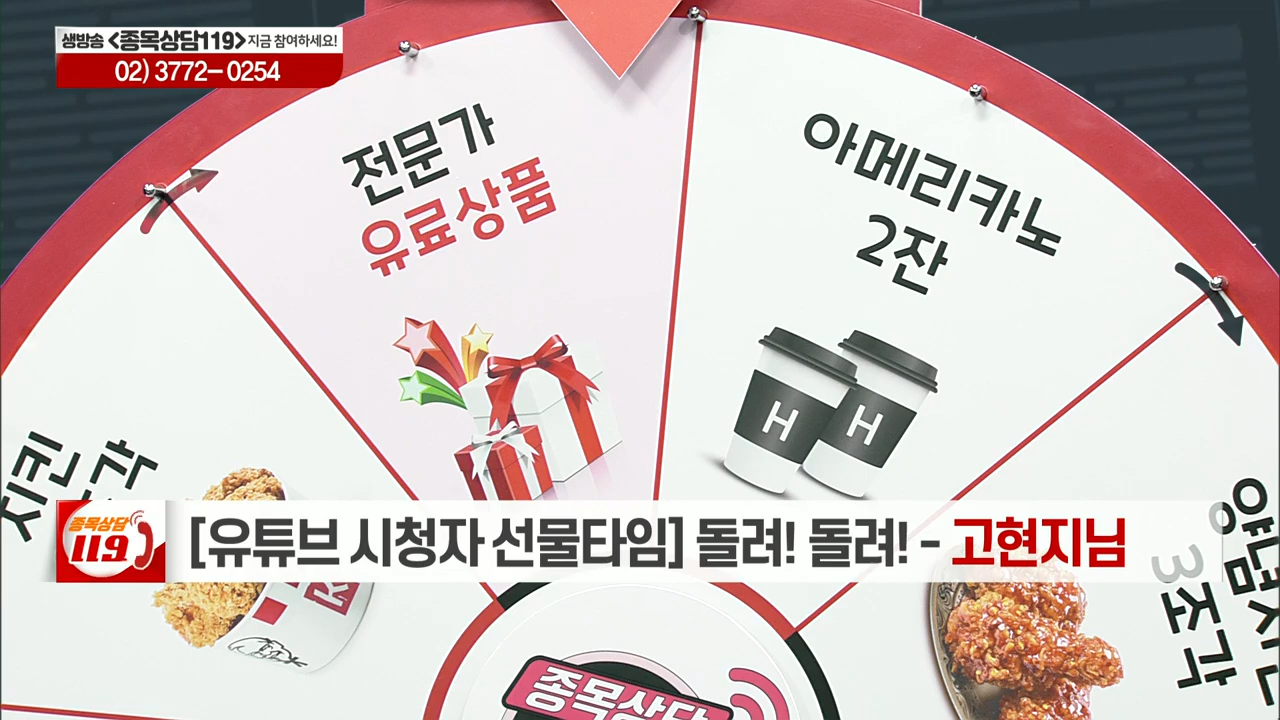 생방송 <종목상담119> 지금 참여하세요!
02) 3772-0254
전문가
유료상품
아메리카노
2잔
H
H
치킨
3조각
종목상담
119
[유튜브 시청자 선물타임] 돌려! 돌려! - 고현지님
종목상담